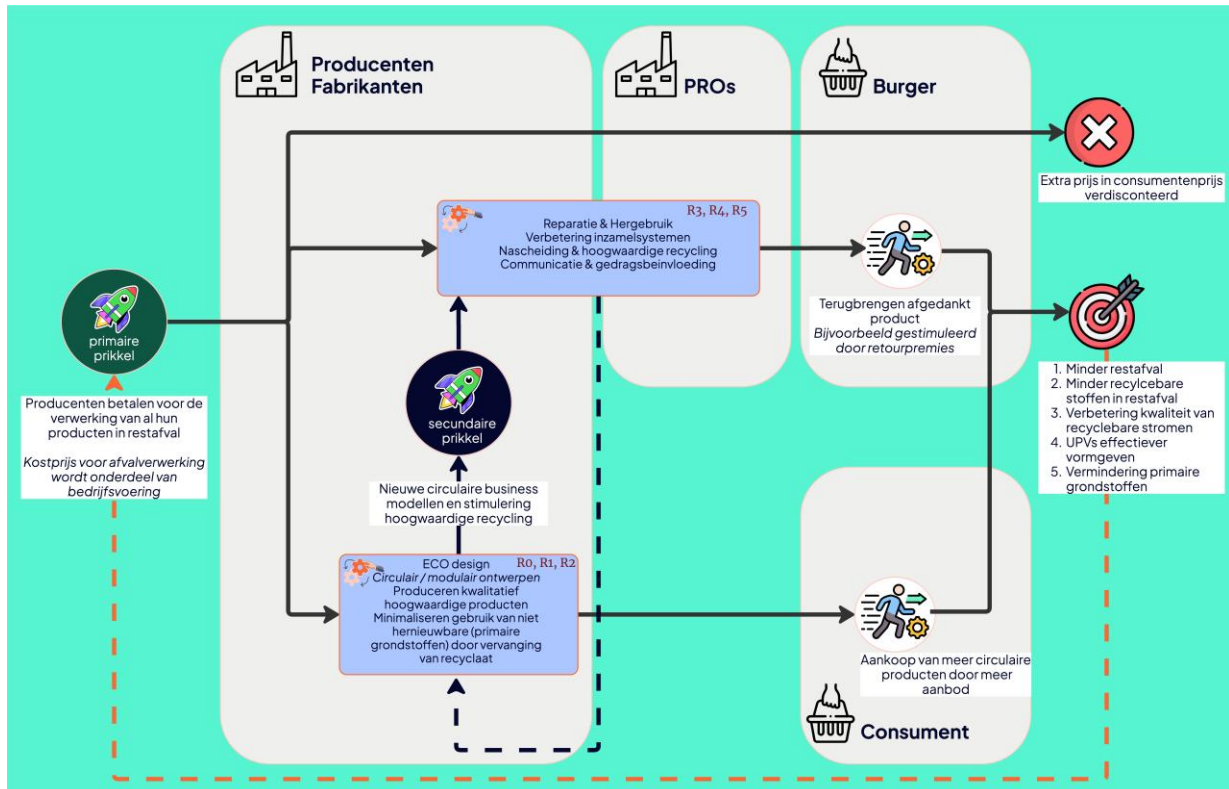 Producenten
Fabrikanten
PROs
Burger
Extra prijs in consumentenprijs
verdisconteerd
R3, R4, R5
Reparatie & Hergebruik
Verbetering inzamelsystemen
Nascheiding & hoogwaardige recycling
Communicatie & gedragsbeinvloeding
primaire
prikkel
Producenten betalen voor de
verwerking van al hun
producten in restafval
Kostprijs voor afvalverwerking
wordt onderdeel van
bedrijfsvoering
secundaire
prikkel
Nieuwe circulaire business
modellen en stimulering
hoogwaardige recycling
Terugbrengen afgedankt
product
Bijvoorbeeld gestimuleerd
door retourpremies
1. Minder restafval
2. Minder recylcebare
stoffen in restafval
3. Verbetering kwaliteit van
recyclebare stromen
4. UPVs effectiever
vormgeven
5. Vermindering primaire
grondstoffen
ECO design R0, R1, R2
Circulair / modulair ontwerpen
Produceren kwalitatief
hoogwaardige producten
Minimaliseren gebruik van niet
hernieuwbare (primaire
grondstoffen) door vervanging
van recyclaat
Aankoop van meer circulaire
producten door meer
aanbod
Consument